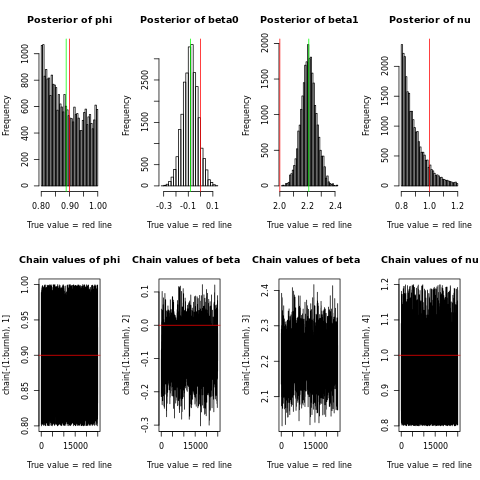 Posterior of phi
Posterior of beta0
Posterior of beta1
Posterior of nu
Frequency
0 200 400 600 800 1000
0.80 0.90 1.00
True value = red line
Frequency
0 500 1500 2500
-0.3 -0.1 0.1
True value = red line
Frequency
0 500 1000 1500 2000
2.0 2.2 2.4
True value = red line
Frequency
0 500 1000 1500 2000
0.8 1.0 1.2
True value = red line
Chain values of phi
Chain values of beta
Chain values of beta
Chain values of nu
chain[-(1:burnIn), 1]
0.80 0.85 0.90 0.95 1.00
0 15000
True value = red line
chain[-(1:burnIn), 2]
-0.3 -0.2 -0.1 0.0 0.1
0 15000
True value = red line
chain[-(1:burnIn), 3]
2.1 2.2 2.3 2.4
0 15000
True value = red line
chain[-(1:burnIn), 4]
0.8 0.9 1.0 1.1 1.2
0 15000
True value = red line